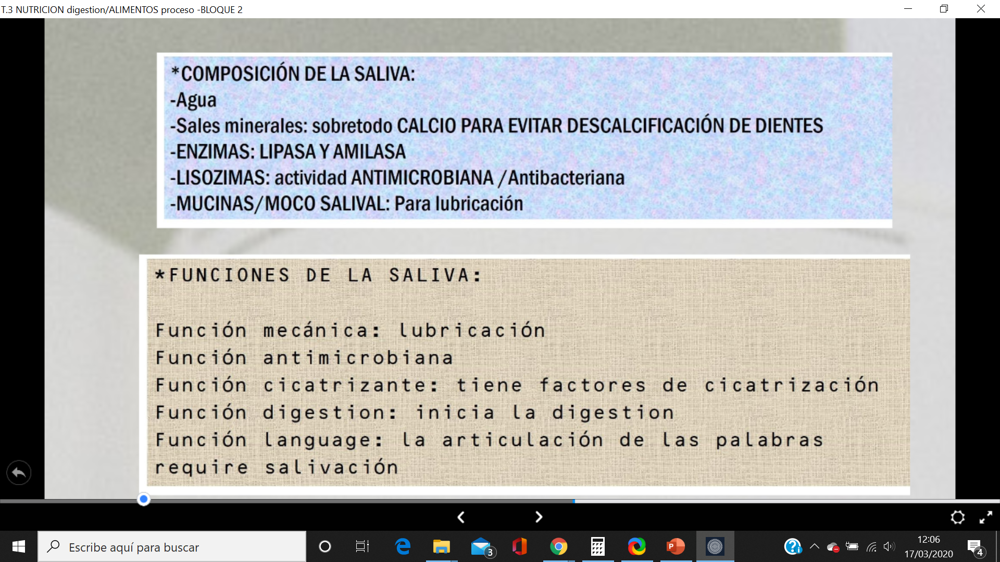 T.3 NUTRICION digestion/ALIMENTOS proceso -BLOQUE 2
*COMPOSICIÓN DE LA SALIVA:
-Agua
-Sales minerales: sobretodo CALCIO PARA EVITAR DESCALCIFICACIÓN DE DIENTES
-ENZIMAS: LIPASA Y AMILASA
-LISOZIMAS: actividad ANTIMICROBIANA /Antibacteriana
-MUCINAS/MOCO SALIVAL: Para lubricación
*FUNCIONES DE LA SALIVA:
Función mecánica: lubricación
Función antimicrobiana
Función cicatrizante: tiene factores de cicatrización
Función digestion: inicia la digestion
Función language: la articulación de las palabras
require salivación
Escribe aquí para buscar
3
P
12:06
17/03/2020
4